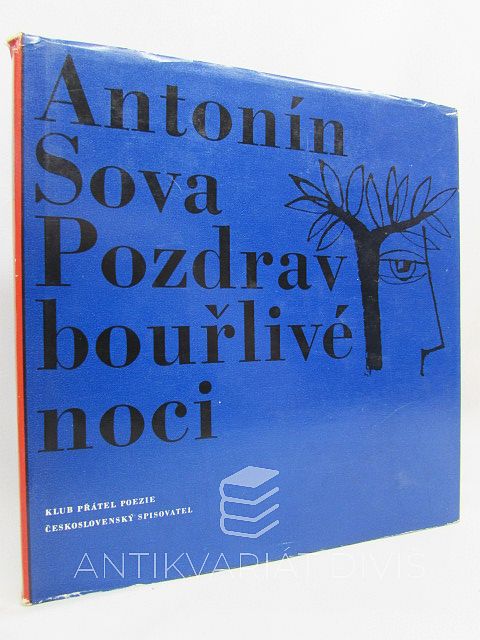 Antonín
Sova
Pozdrav
bouřlivé
noci
KLUB PŘÁTEL POEZIE
ČESKOSLOVENSKÝ SPISOVATEL
ANTIKVARIÁT DIVIŠ